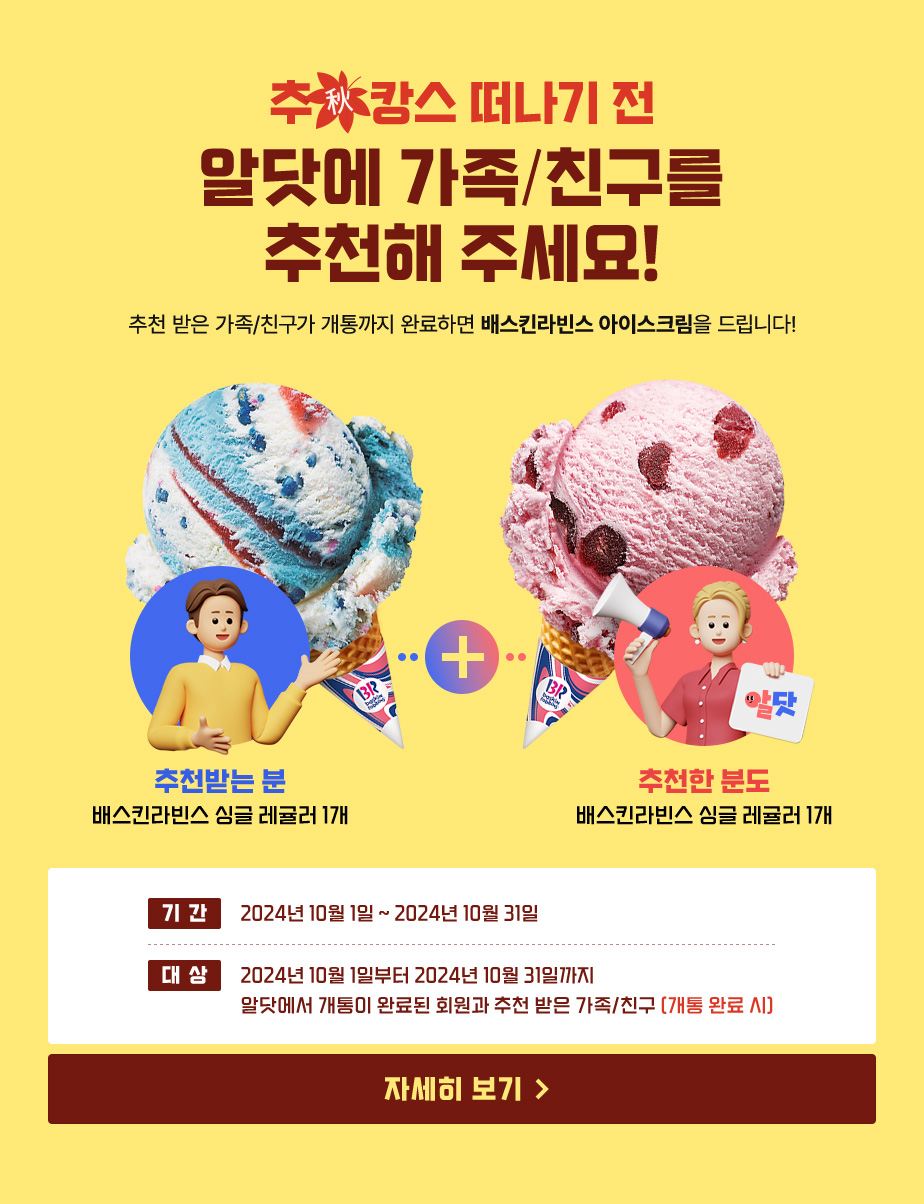 추秋캉스 떠나기 전
알닷에 가족/친구를
추천해 주세요!
추천 받은 가족/친구가 개통까지 완료하면 배스킨라빈스 아이스크림을 드립니다!
BR
baskin
robbins
BR
baskin
robbins
알닷
추천받는 분
배스킨라빈스 싱글 레귤러 1개
추천한 분도
배스킨라빈스 싱글 레귤러 1개
기 간
2024년 10월 1일 ~ 2024년 10월 31일
대 상
2024년 10월 1일부터 2024년 10월 31일까지
알닷에서 개통이 완료된 회원과 추천 받은 가족/친구 (개통 완료 시)
자세히 보기 >